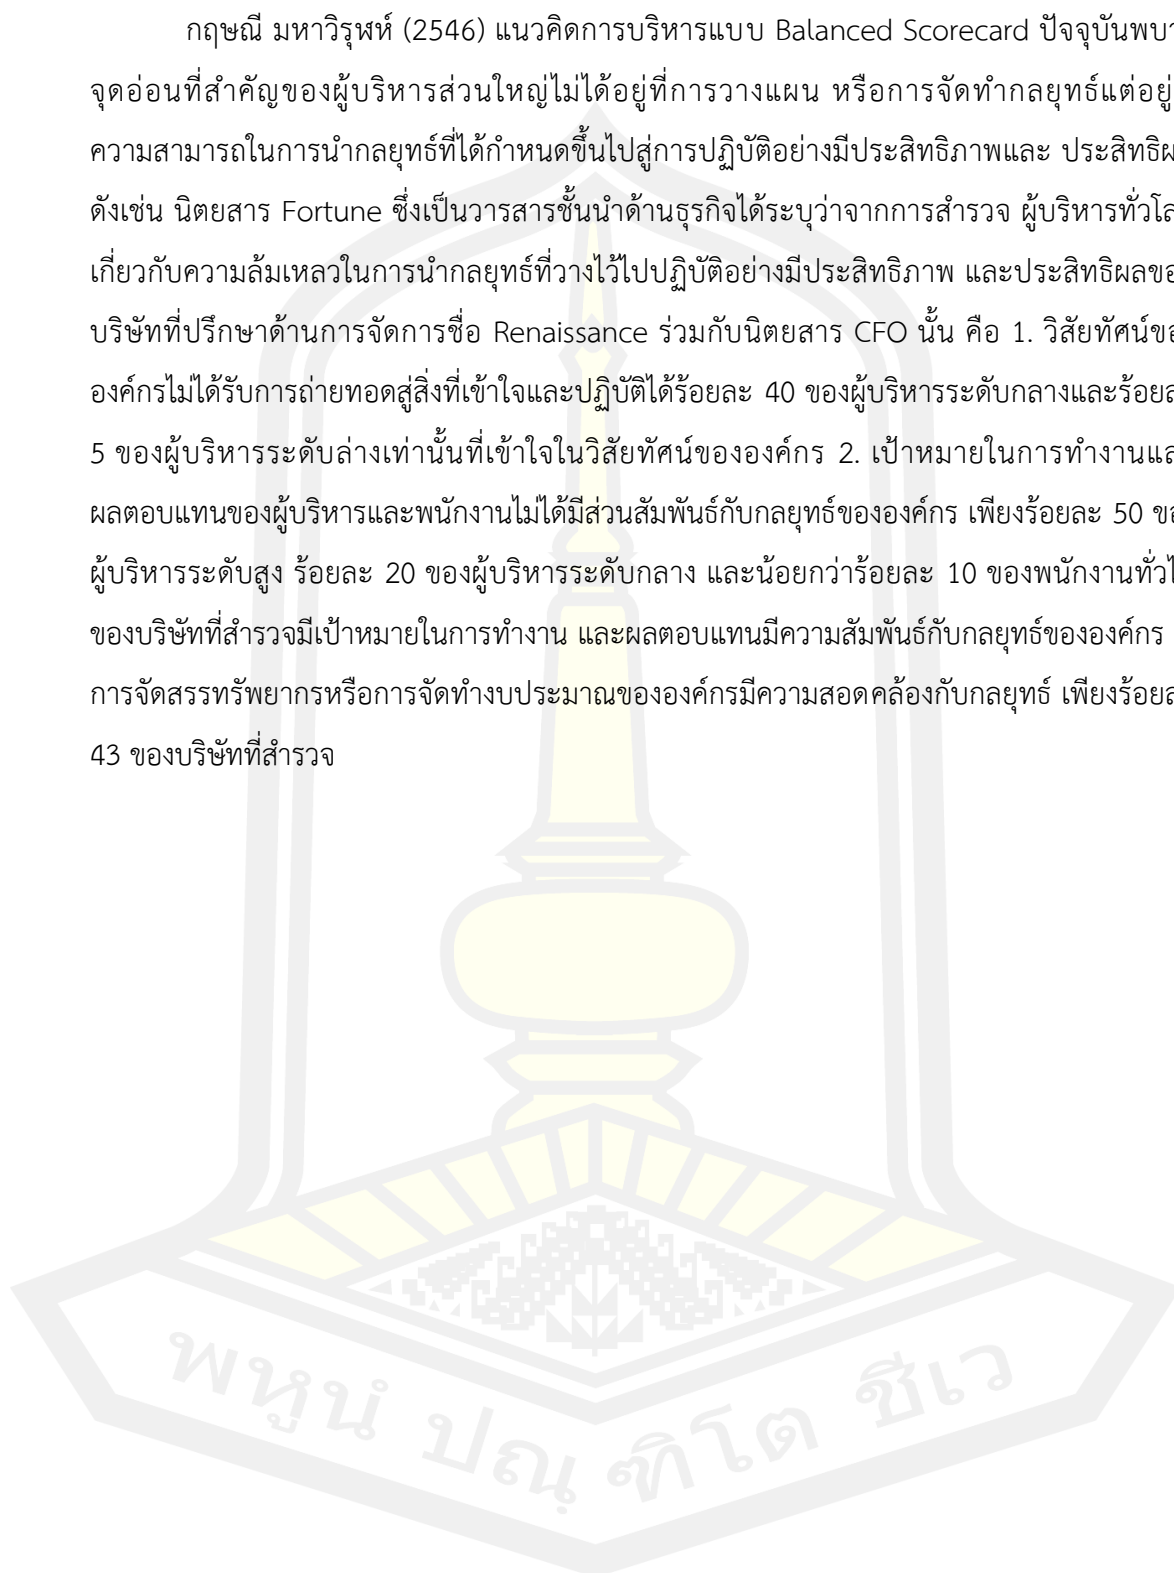 กฤษณี มหาวิรุฬห์ (2546) แนวคิดการบริหารแบบ Balanced Scorecard ปัจจุบันพบว
จุดอ่อนที่สำคัญของผู้บริหารส่วนใหญ่ไม่ได้อยู่ที่การวางแผน หรือการจัดทำกลยุทธ์แต่อยู่
ความสามารถในการนำกลยุทธ์ที่ได้กำหนดขึ้นไปสู่การปฏิบัติอย่างมีประสิทธิภาพและ ประสิทธิผ
ดังเช่น นิตยสาร Fortune ซึ่งเป็นวารสารชั้นนำด้านธุรกิจได้ระบุว่าจากการสำรวจ ผู้บริหารทั่วโล
เกี่ยวกับความล้มเหลวในการนำกลยุทธ์ที่วางไว้ไปปฏิบัติอย่างมีประสิทธิภาพ และประสิทธิผลขอ
บริษัทที่ปรึกษาด้านการจัดการชื่อ Renaissance ร่วมกับนิตยสาร CFO นั้น คือ 1. วิสัยทัศน์ขอ
องค์กรไม่ได้รับการถ่ายทอดสู่สิ่งที่เข้าใจและปฏิบัติได้ร้อยละ 40 ของผู้บริหารระดับกลางและร้อยล
5 ของผู้บริหารระดับล่างเท่านั้นที่เข้าใจในวิสัยทัศน์ขององค์กร 2. เป้าหมายในการทำงานแล
ผลตอบแทนของผู้บริหารและพนักงานไม่ได้มีส่วนสัมพันธ์กับกลยุทธ์ขององค์กร เพียงร้อยละ 50 ขอ
ผู้บริหารระดับสูง ร้อยละ 20 ของผู้บริหารระดับกลาง และน้อยกว่าร้อยละ 10 ของพนักงานทั่วไ
ของบริษัทที่สำรวจมีเป้าหมายในการทำงาน และผลตอบแทนมีความสัมพันธ์กับกลยุทธ์ขององค์กร
การจัดสรรทรัพยากรหรือการจัดทำงบประมาณขององค์กรมีความสอดคล้องกับกลยุทธ์ เพียงร้อยล
43 ของบริษัทที่สำรวจ
พหูนํ ปณฺฑิโต ชีเว